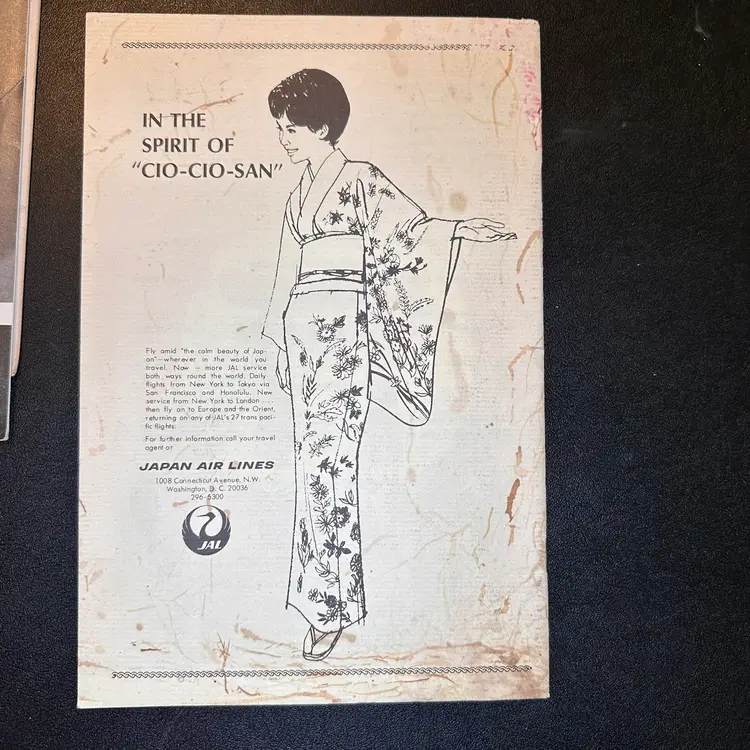 IN THE
SPIRIT OF
"CIO-CIO-SAN"
Fly amid "the calm beauty of Jap-
an"—wherever in the world you
travel. Now — more JAL service
both ways round the world. Daily
flights from New York to Tokyo via
San Francisco and Honolulu. New
service from New York to London . . .
then fly on to Europe and the Orient,
returning on any of JAL's 27 trans paci-
fic flights.
For further information call your travel
agent or
JAPAN AIR LINES
1008 Connecticut Avenue, N.W.
Washington, D. C. 20036
296-6300
JAL